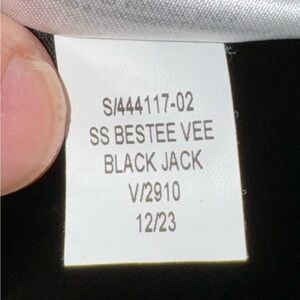 S/444117-02
SS BESTEE VEE
BLACK JACK
V/2910
12/23